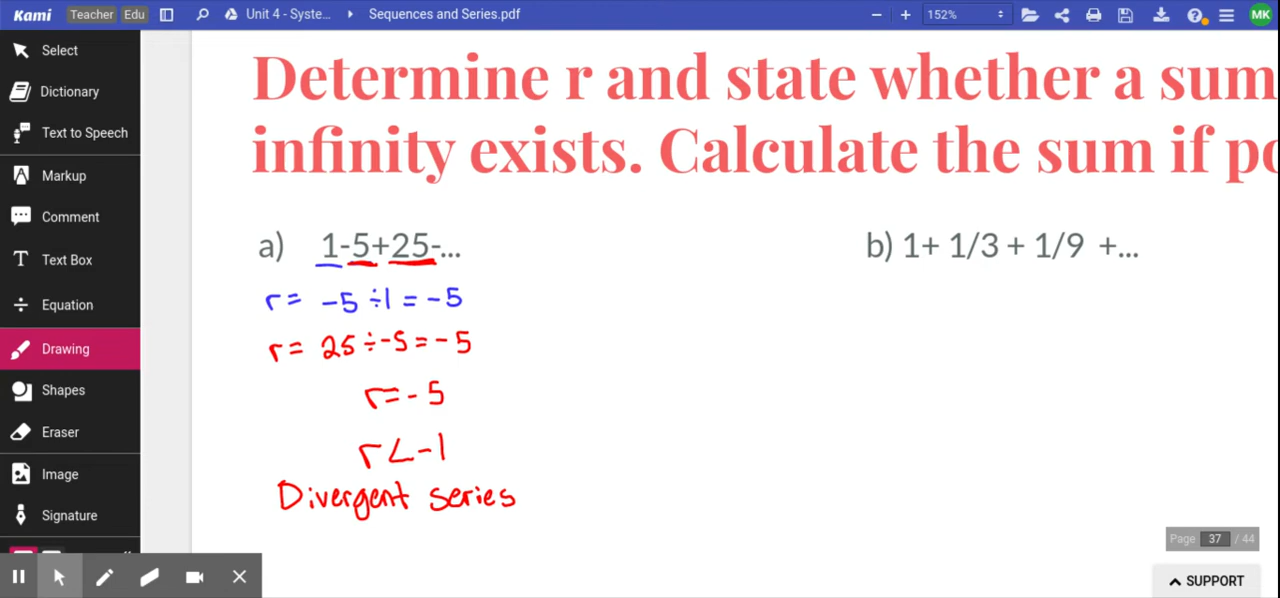 Kami Teacher Edu Unit 4 - Syste... Sequences and Series.pdf 152% MK
Select
Dictionary
Text to Speech
Markup
Comment
Text Box
Equation
Drawing
Shapes
Eraser
Image
Signature
Determine r and state whether a sum
infinity exists. Calculate the sum if po
a) 1-5+25-...
r= -5 ÷1 = -5
r= 25 ÷ -5 = -5
r= -5
r< -1
Divergent series
b) 1+ 1/3 + 1/9 +...
Page 37 / 44
SUPPORT